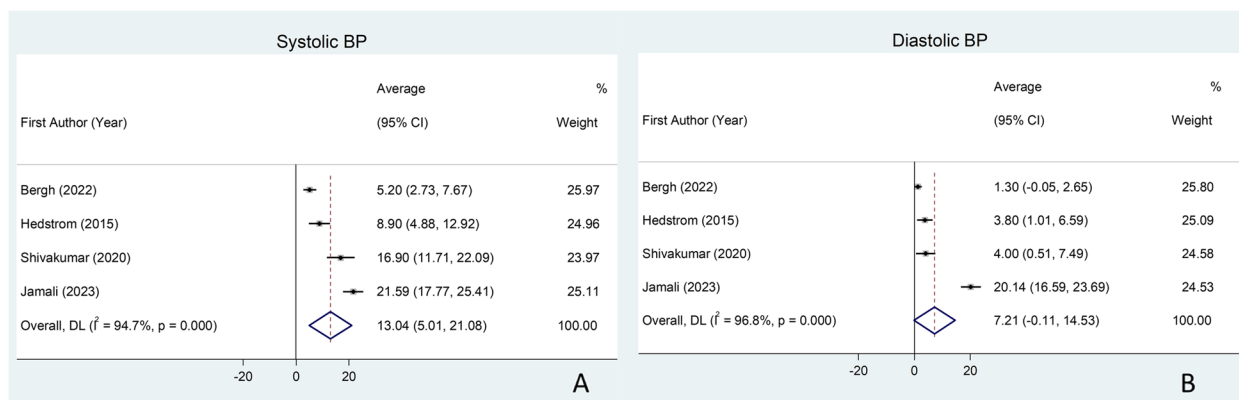 Systolic BP
Average %
First Author (Year) (95% CI) Weight
Bergh (2022) 5.20 (2.73, 7.67) 25.97
Hedstrom (2015) 8.90 (4.88, 12.92) 24.96
Shivakumar (2020) 16.90 (11.71, 22.09) 23.97
Jamali (2023) 21.59 (17.77, 25.41) 25.11
Overall, DL (I² = 94.7%, p = 0.000) 13.04 (5.01, 21.08) 100.00
-20 0 20
A
Diastolic BP
Average %
First Author (Year) (95% CI) Weight
Bergh (2022) 1.30 (-0.05, 2.65) 25.80
Hedstrom (2015) 3.80 (1.01, 6.59) 25.09
Shivakumar (2020) 4.00 (0.51, 7.49) 24.58
Jamali (2023) 20.14 (16.59, 23.69) 24.53
Overall, DL (I² = 96.8%, p = 0.000) 7.21 (-0.11, 14.53) 100.00
-20 0 20
B